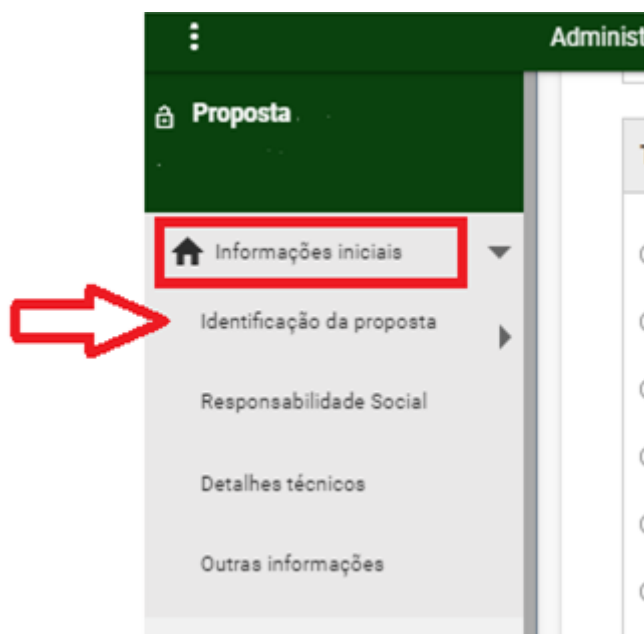 Administ
Proposta
Informações iniciais
Identificação da proposta
Responsabilidade Social
Detalhes técnicos
Outras informações